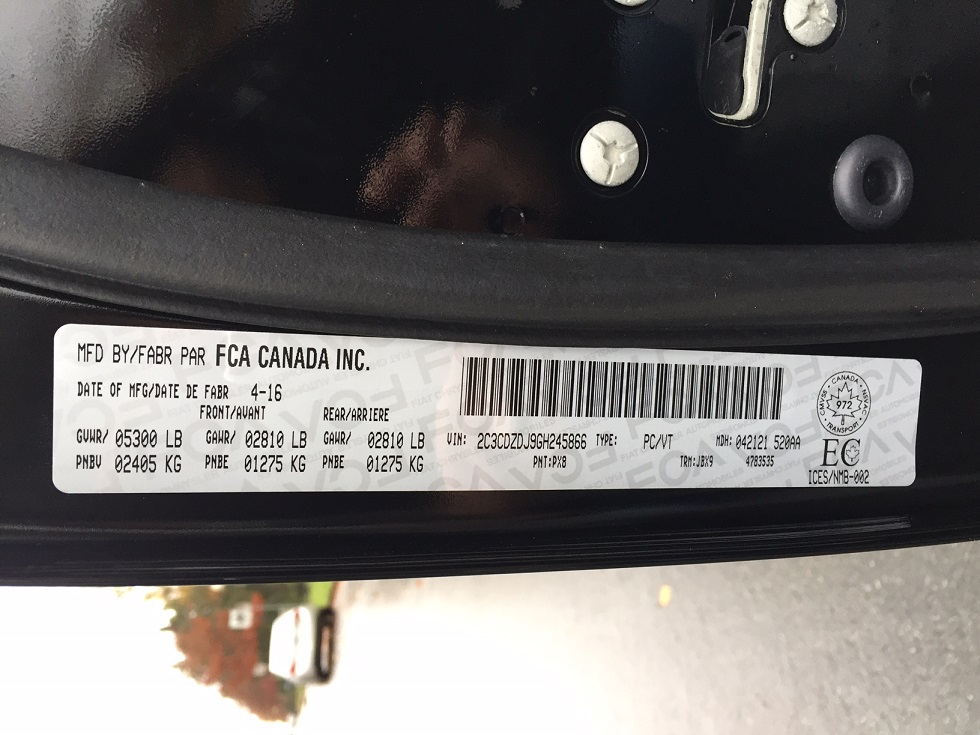 MFD BY/FABR PAR FCA CANADA INC.
DATE OF MFG/DATE DE FABR 4-16
FRONT/AVANT REAR/ARRIERE
GVWR/ 05300 LB GAWR/ 02810 LB GAWR/ 02810 LB
PNBV 02405 KG PNBE 01275 KG PNBE 01275 KG
VIN: 2C3CDZDJ9GH245866 TYPE: PC/VT MDH: 042121 520AA
PNT:PX8 TRM:JBX9 4783535
CANADA
CMVSR NSVAC
972
TRANSPORT
EC
ICES/NMB-002